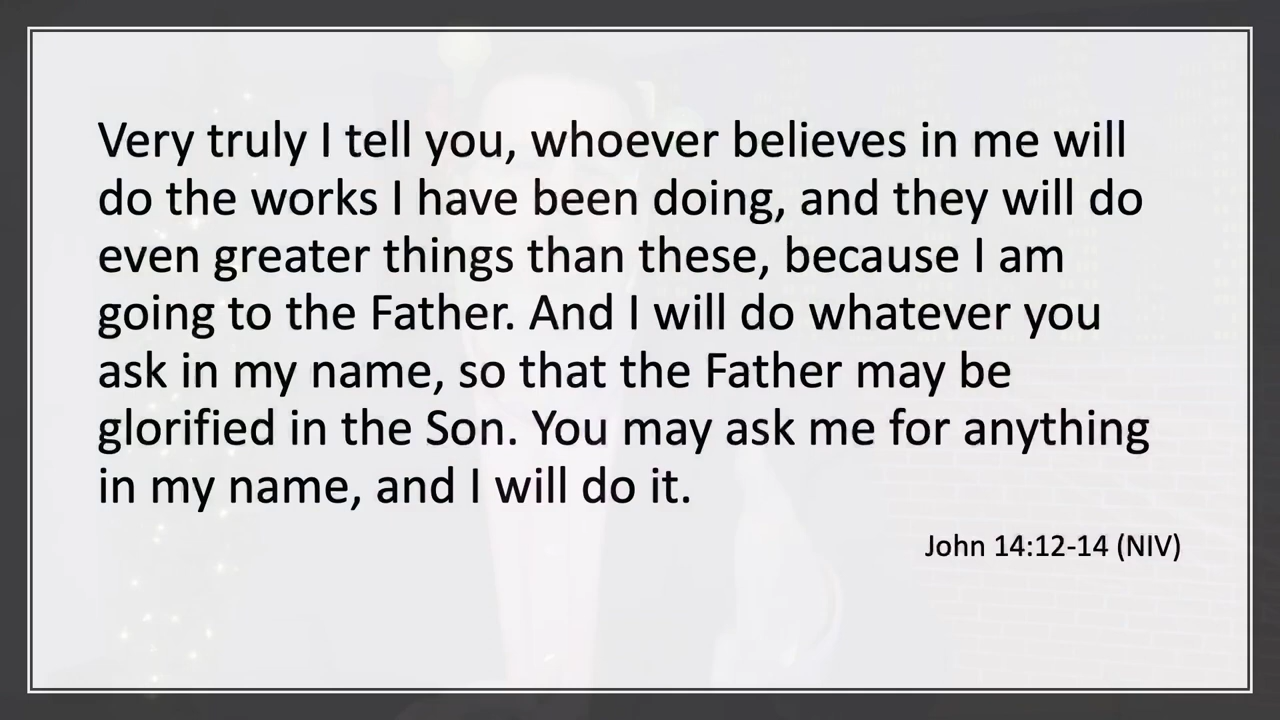 Very truly I tell you, whoever believes in me will
do the works I have been doing, and they will do
even greater things than these, because I am
going to the Father. And I will do whatever you
ask in my name, so that the Father may be
glorified in the Son. You may ask me for anything
in my name, and I will do it.
John 14:12-14 (NIV)